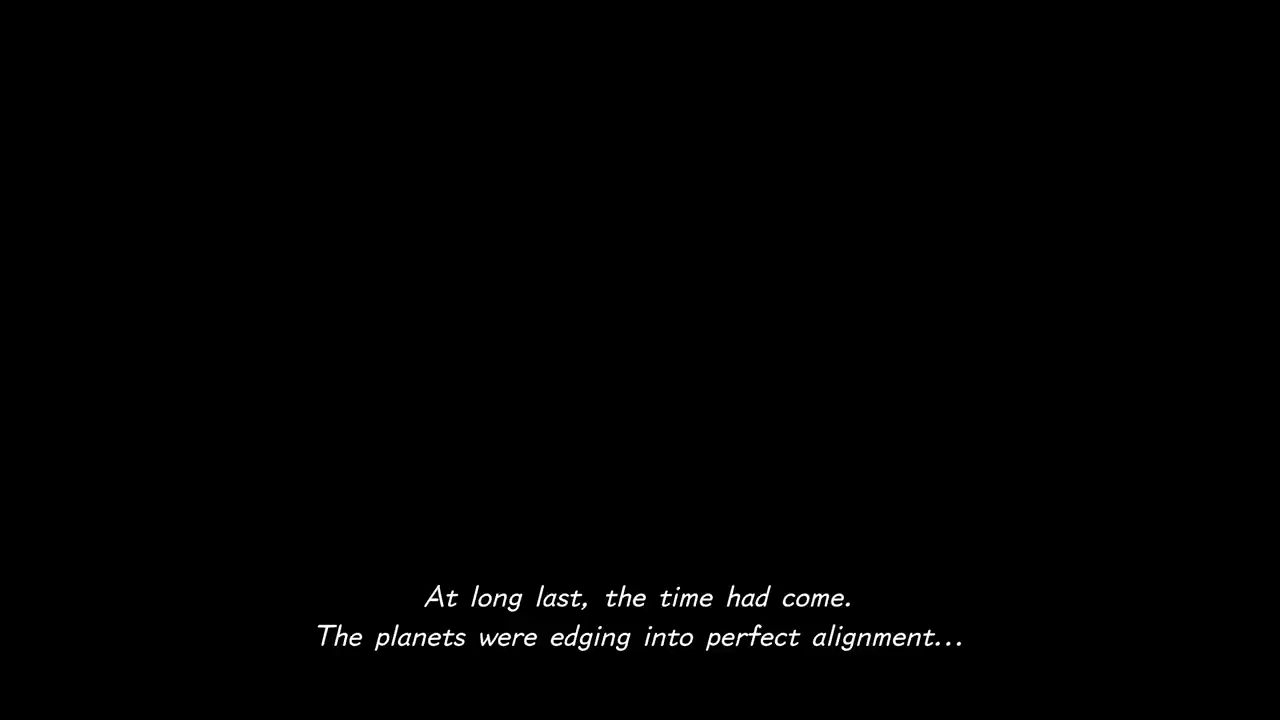 At long last, the time had come.
The planets were edging into perfect alignment...